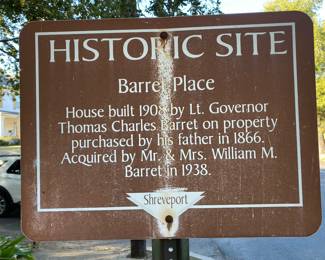 HISTORIC SITE
Barret Place
House built 1908 by Lt. Governor
Thomas Charles Barret on property
purchased by his father in 1866.
Acquired by Mr. & Mrs. William M.
Barret in 1938.
Shreveport